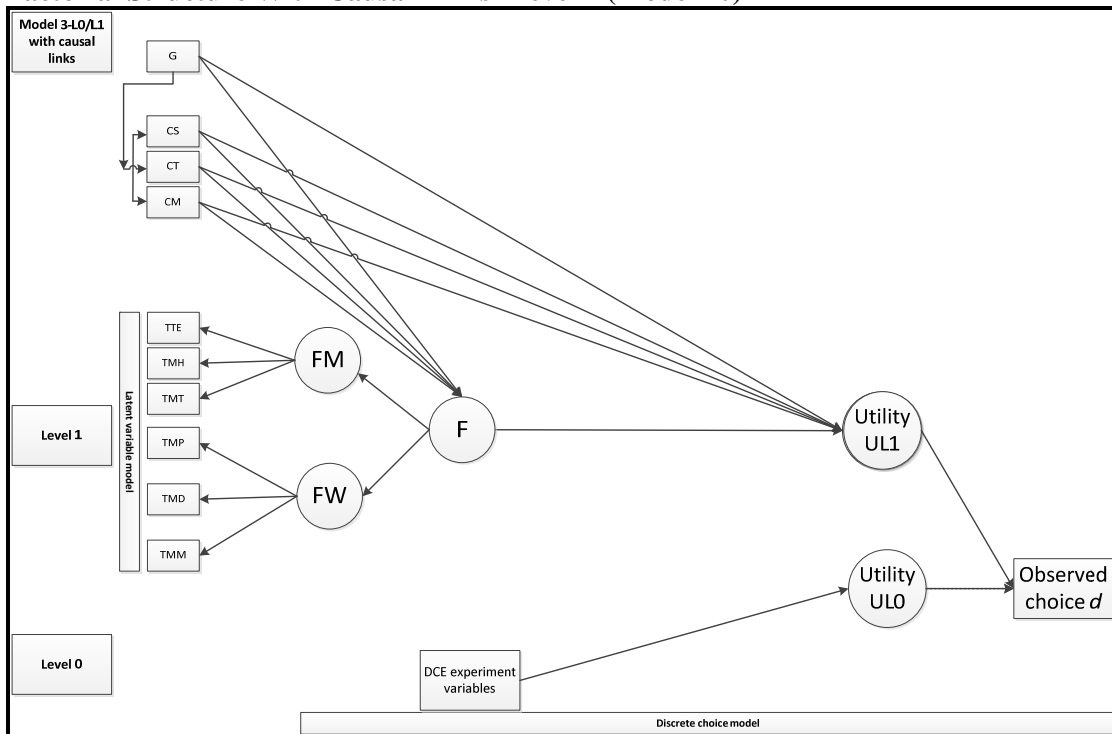 Model 3-L0/L1
with causal
links
G
CS
CT
CM
TTE
TMH
TMT
TMP
TMD
TMM
Latent variable model
Level 1
Level 0
FM
FW
F
Utility
UL1
Utility
UL0
Observed
choice d
DCE experiment
variables
Discrete choice model